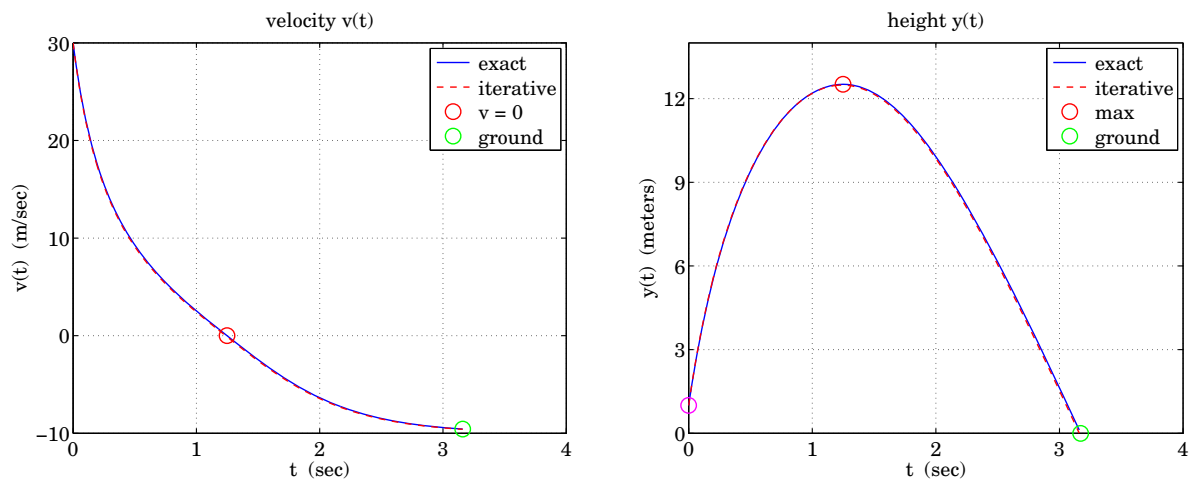 velocity v(t)
v(t) (m/sec)
30
20
10
0
−10
0 1 2 3 4
t (sec)
exact
iterative
v = 0
ground
height y(t)
y(t) (meters)
12
9
6
3
0
0 1 2 3 4
t (sec)
exact
iterative
max
ground